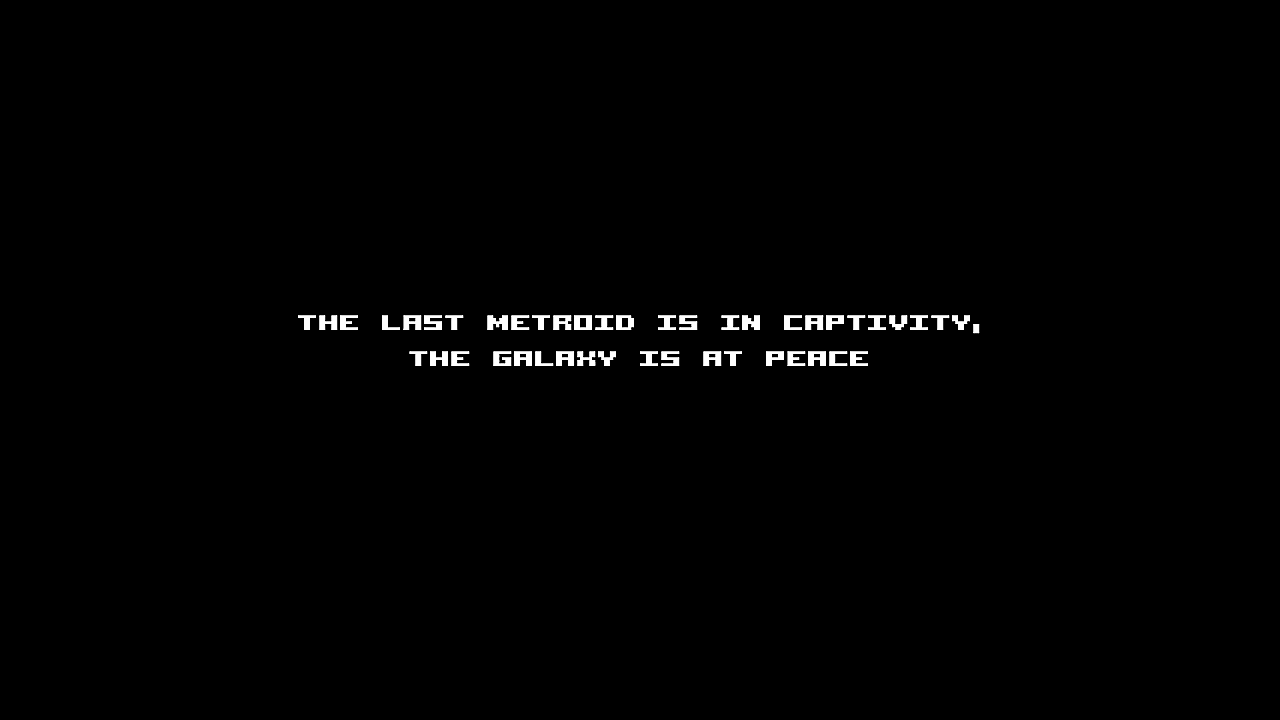 THE LAST METROID IS IN CAPTIVITY,
THE GALAXY IS AT PEACE